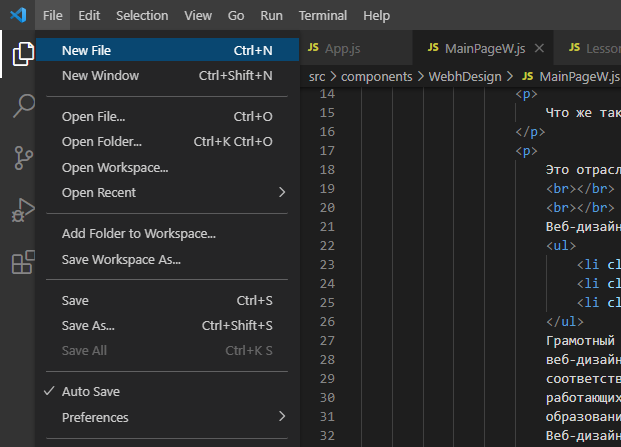 File Edit Selection View Go Run Terminal Help
New File Ctrl+N
New Window Ctrl+Shift+N
Open File... Ctrl+O
Open Folder... Ctrl+K Ctrl+O
Open Workspace...
Open Recent
Add Folder to Workspace...
Save Workspace As...
Save Ctrl+S
Save As... Ctrl+Shift+S
Save All Ctrl+K S
Auto Save
Preferences
JS App.js JS MainPageW.js JS Lesson
src > components > WebhDesign > JS MainPageW.js
14 <p>
15 Что же так
16 </p>
17 <p>
18 Это отрасл
19 <br></br>
20 <br></br>
21 Веб-дизайн
22 <ul>
23 <li cl
24 <li cl
25 <li cl
26 </ul>
27 Грамотный
28 веб-дизайн
29 соответств
30 работающих
31 образовани
32 Веб-дизайн